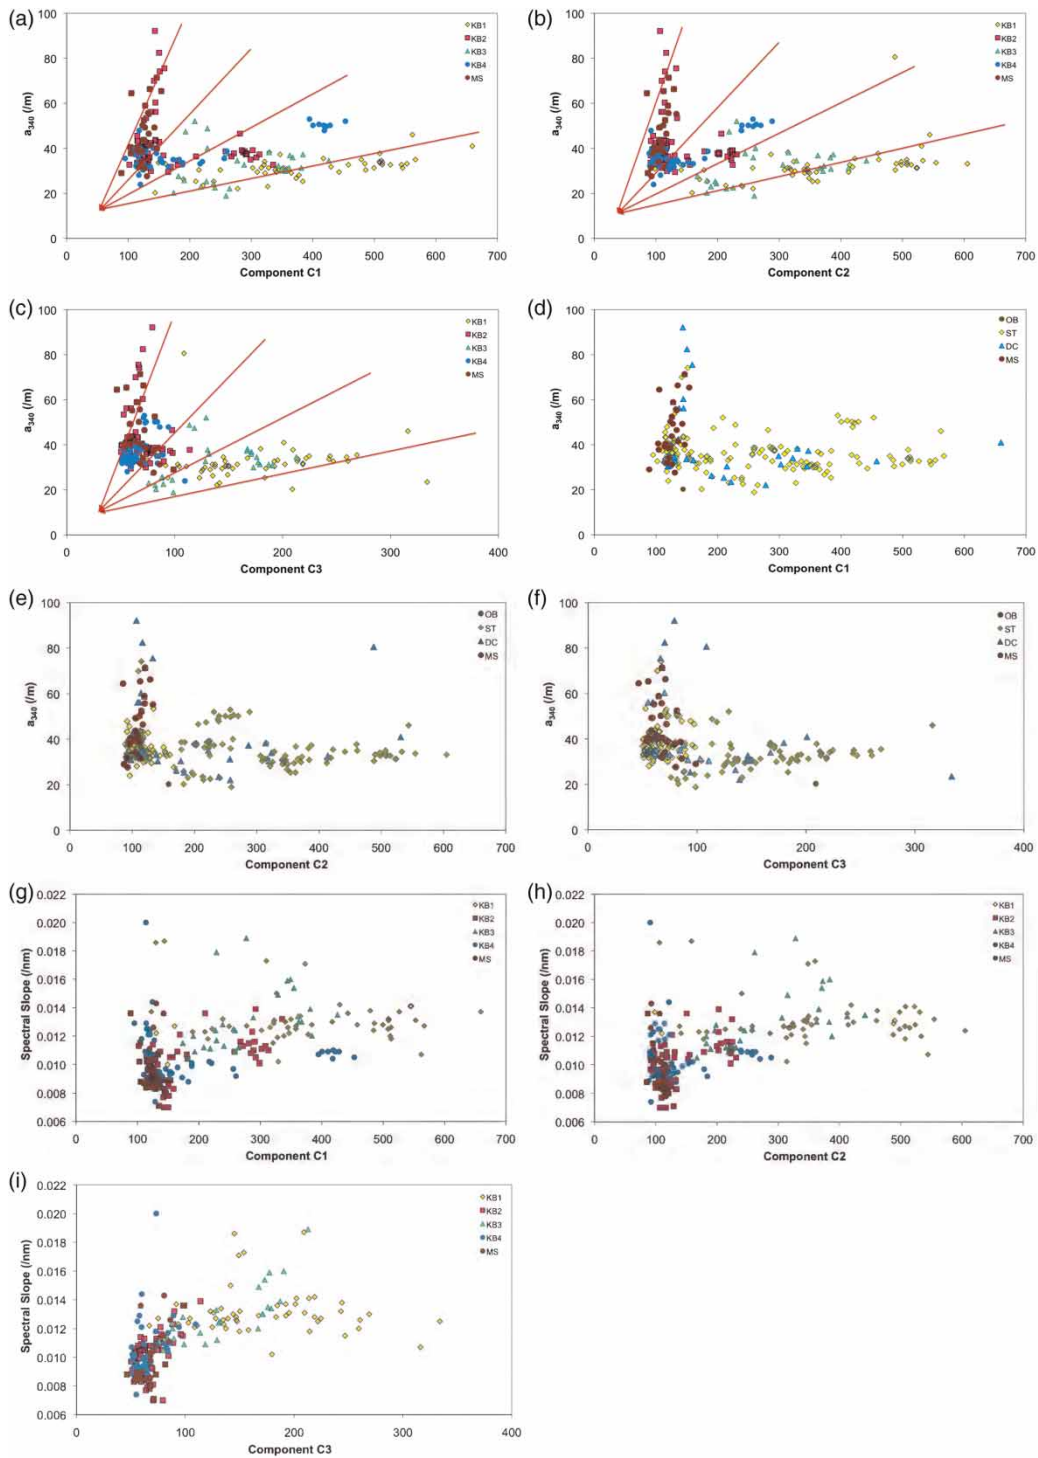 (a)
100
80
60
40
20
0
a340 (/m)
0 100 200 300 400 500 600 700
Component C1
KB1
KB2
KB3
KB4
MS
(b)
100
80
60
40
20
0
a340 (/m)
0 100 200 300 400 500 600 700
Component C2
KB1
KB2
KB3
KB4
MS
(c)
100
80
60
40
20
0
a340 (/m)
0 100 200 300 400
Component C3
KB1
KB2
KB3
KB4
MS
(d)
100
80
60
40
20
0
a340 (/m)
0 100 200 300 400 500 600 700
Component C1
OB
ST
DC
MS
(e)
100
80
60
40
20
0
a340 (/m)
0 100 200 300 400 500 600 700
Component C2
OB
ST
DC
MS
(f)
100
80
60
40
20
0
a340 (/m)
0 100 200 300 400
Component C3
OB
ST
DC
MS
(g)
0.022
0.020
0.018
0.016
0.014
0.012
0.010
0.008
0.006
Spectral Slope (/nm)
0 100 200 300 400 500 600 700
Component C1
KB1
KB2
KB3
KB4
MS
(h)
0.022
0.020
0.018
0.016
0.014
0.012
0.010
0.008
0.006
Spectral Slope (/nm)
0 100 200 300 400 500 600 700
Component C2
KB1
KB2
KB3
KB4
MS
(i)
0.022
0.020
0.018
0.016
0.014
0.012
0.010
0.008
0.006
Spectral Slope (/nm)
0 100 200 300 400
Component C3
KB1
KB2
KB3
KB4
MS